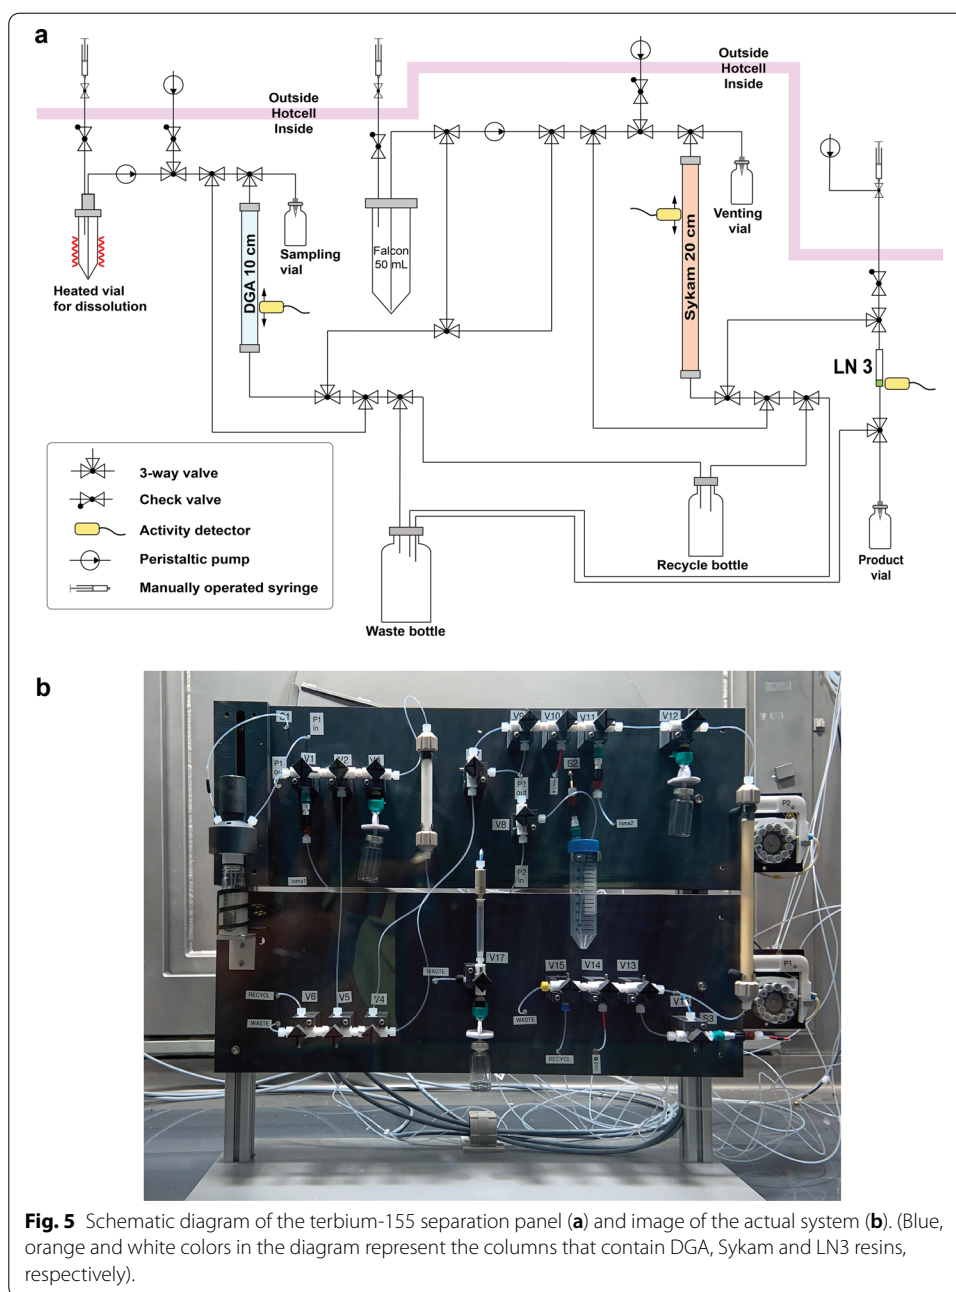 a
Outside
Hotcell
Inside
Outside
Hotcell
Inside
Heated vial
for dissolution
DGA 10 cm
Sampling
vial
Falcon
50 mL
Sykam 20 cm
Venting
vial
LN 3
3-way valve
Check valve
Activity detector
Peristaltic pump
Manually operated syringe
Waste bottle
Recycle bottle
Product
vial
b
P1
in
P1
out
V1
V2
V9
V10
V11
V12
S2
P2
out
V8
Isma2
P2
in
Isma1
P2
WASTE
V17
V15
V14
V13
P1
RECYCL
V6
V5
V4
WASTE
WASTE
RECYCL
S3
Fig. 5 Schematic diagram of the terbium-155 separation panel (a) and image of the actual system (b). (Blue,
orange and white colors in the diagram represent the columns that contain DGA, Sykam and LN3 resins,
respectively).